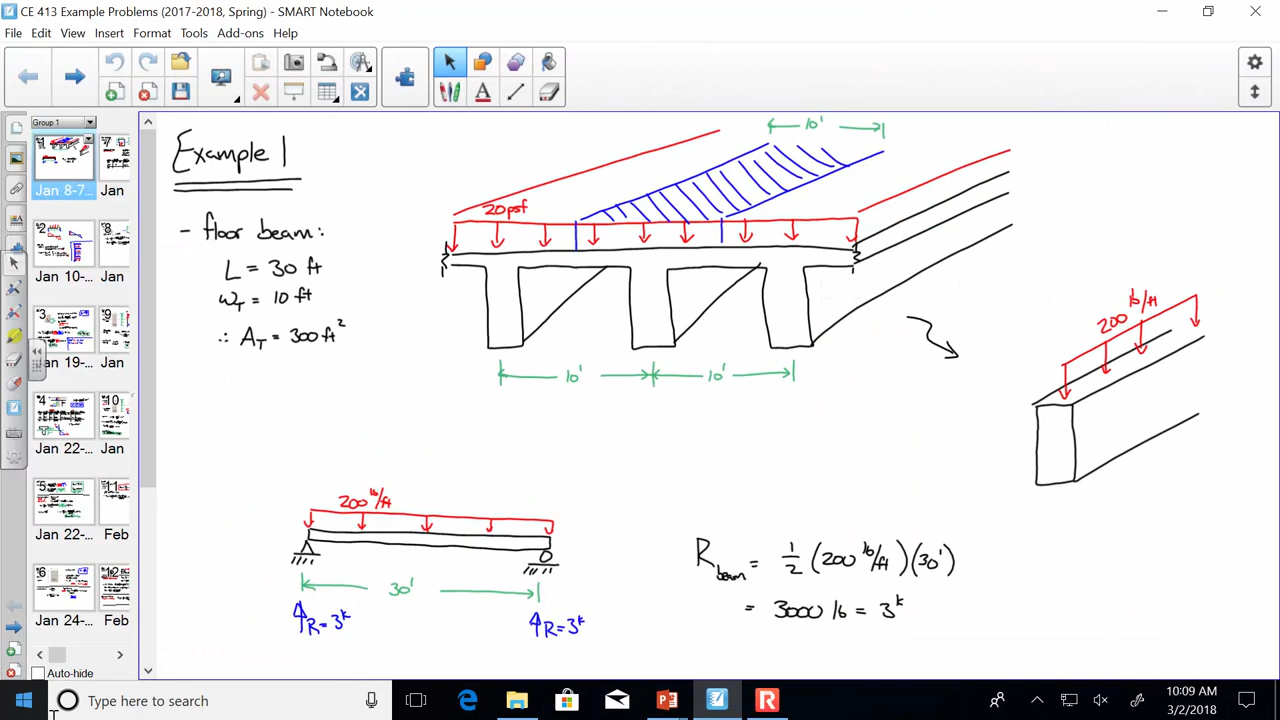 CE 413 Example Problems (2017-2018, Spring) - SMART Notebook
File Edit View Insert Format Tools Add-ons Help
Group 1
Jan 8-7
Jan
Jan 10-
Jan
Jan 19-
Jan
Jan 22-
Jan
Jan 22-
Feb
Jan 24-
Feb
Auto-hide
Example 1
- floor beam:
L = 30 ft
WT = 10 ft
∴ AT = 300 ft²
10'
20 psf
10' 10'
200 lb/ft
200 lb/ft
30'
R = 3ᵏ R = 3ᵏ
Rbeam = 1/2 (200 lb/ft)(30')
= 3000 lb = 3ᵏ
Type here to search
10:09 AM
3/2/2018